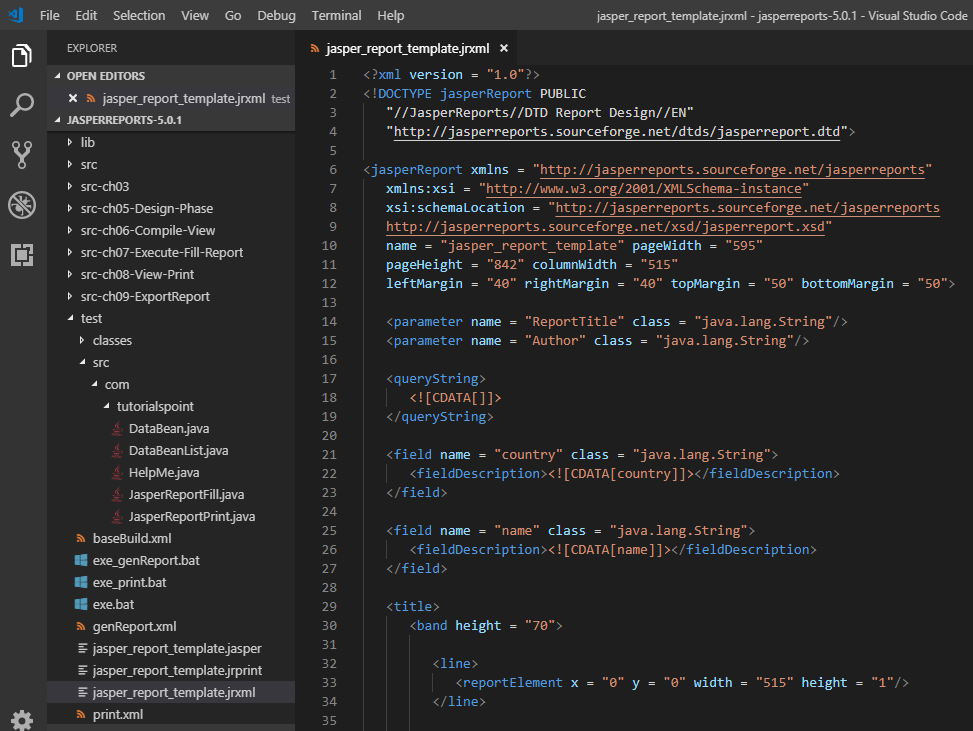 File Edit Selection View Go Debug Terminal Help
jasper_report_template.jrxml - jasperreports-5.0.1 - Visual Studio Code
EXPLORER
OPEN EDITORS
jasper_report_template.jrxml test
JASPERREPORTS-5.0.1
lib
src
src-ch03
src-ch05-Design-Phase
src-ch06-Compile-View
src-ch07-Execute-Fill-Report
src-ch08-View-Print
src-ch09-ExportReport
test
classes
src
com
tutorialspoint
DataBean.java
DataBeanList.java
HelpMe.java
JasperReportFill.java
JasperReportPrint.java
baseBuild.xml
exe_genReport.bat
exe_print.bat
exe.bat
genReport.xml
jasper_report_template.jasper
jasper_report_template.jrprint
jasper_report_template.jrxml
print.xml
jasper_report_template.jrxml
1 <?xml version = "1.0"?>
2 <!DOCTYPE jasperReport PUBLIC
3 "//JasperReports//DTD Report Design//EN"
4 "http://jasperreports.sourceforge.net/dtds/jasperreport.dtd">
5
6 <jasperReport xmlns = "http://jasperreports.sourceforge.net/jasperreports"
7 xmlns:xsi = "http://www.w3.org/2001/XMLSchema-instance"
8 xsi:schemaLocation = "http://jasperreports.sourceforge.net/jasperreports
9 http://jasperreports.sourceforge.net/xsd/jasperreport.xsd"
10 name = "jasper_report_template" pageWidth = "595"
11 pageHeight = "842" columnWidth = "515"
12 leftMargin = "40" rightMargin = "40" topMargin = "50" bottomMargin = "50">
13
14 <parameter name = "ReportTitle" class = "java.lang.String"/>
15 <parameter name = "Author" class = "java.lang.String"/>
16
17 <queryString>
18 <![CDATA[]]>
19 </queryString>
20
21 <field name = "country" class = "java.lang.String">
22 <fieldDescription><![CDATA[country]]></fieldDescription>
23 </field>
24
25 <field name = "name" class = "java.lang.String">
26 <fieldDescription><![CDATA[name]]></fieldDescription>
27 </field>
28
29 <title>
30 <band height = "70">
31
32 <line>
33 <reportElement x = "0" y = "0" width = "515" height = "1"/>
34 </line>
35